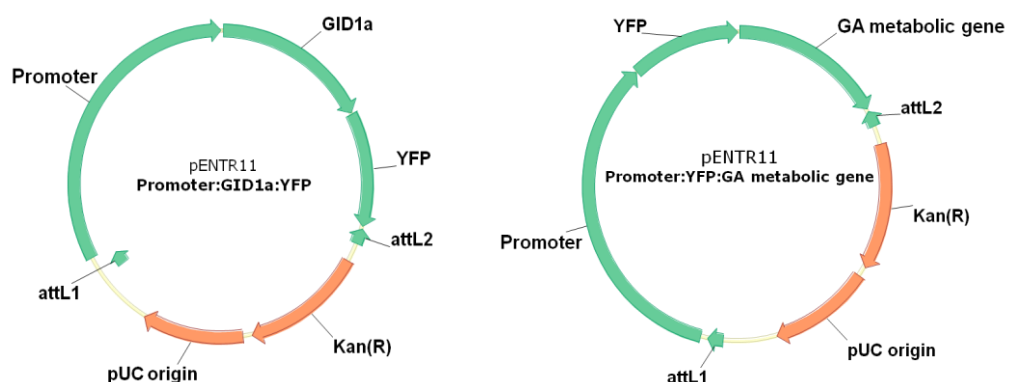 GID1a
Promoter
pENTR11
Promoter:GID1a:YFP
YFP
attL2
attL1
Kan(R)
pUC origin
YFP
GA metabolic gene
attL2
pENTR11
Promoter:YFP:GA metabolic gene
Kan(R)
Promoter
pUC origin
attL1